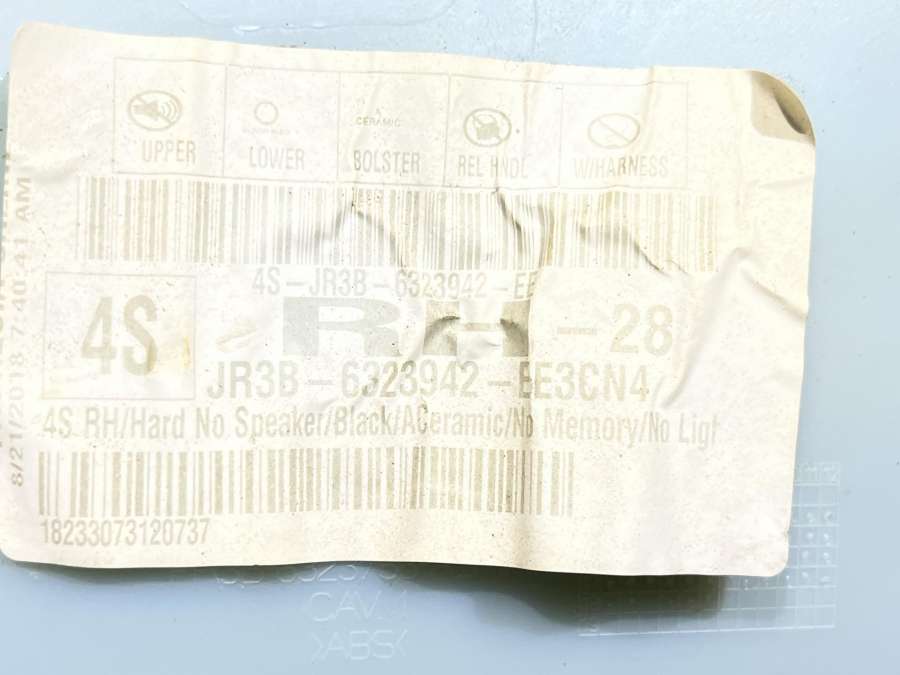 UPPER
LOWER
CERAMIC
BOLSTER
REL HNDL
W/HARNESS
4S-JR3B-6323942-EE
4S
RH
28
JR3B-6323942-EE3CN4
4S RH/Hard No Speaker/Black/ACeramic/No Memory/No Ligt
18233073120737
8/21/2018 7:40:41 AM
CAV. 1
>ABS<